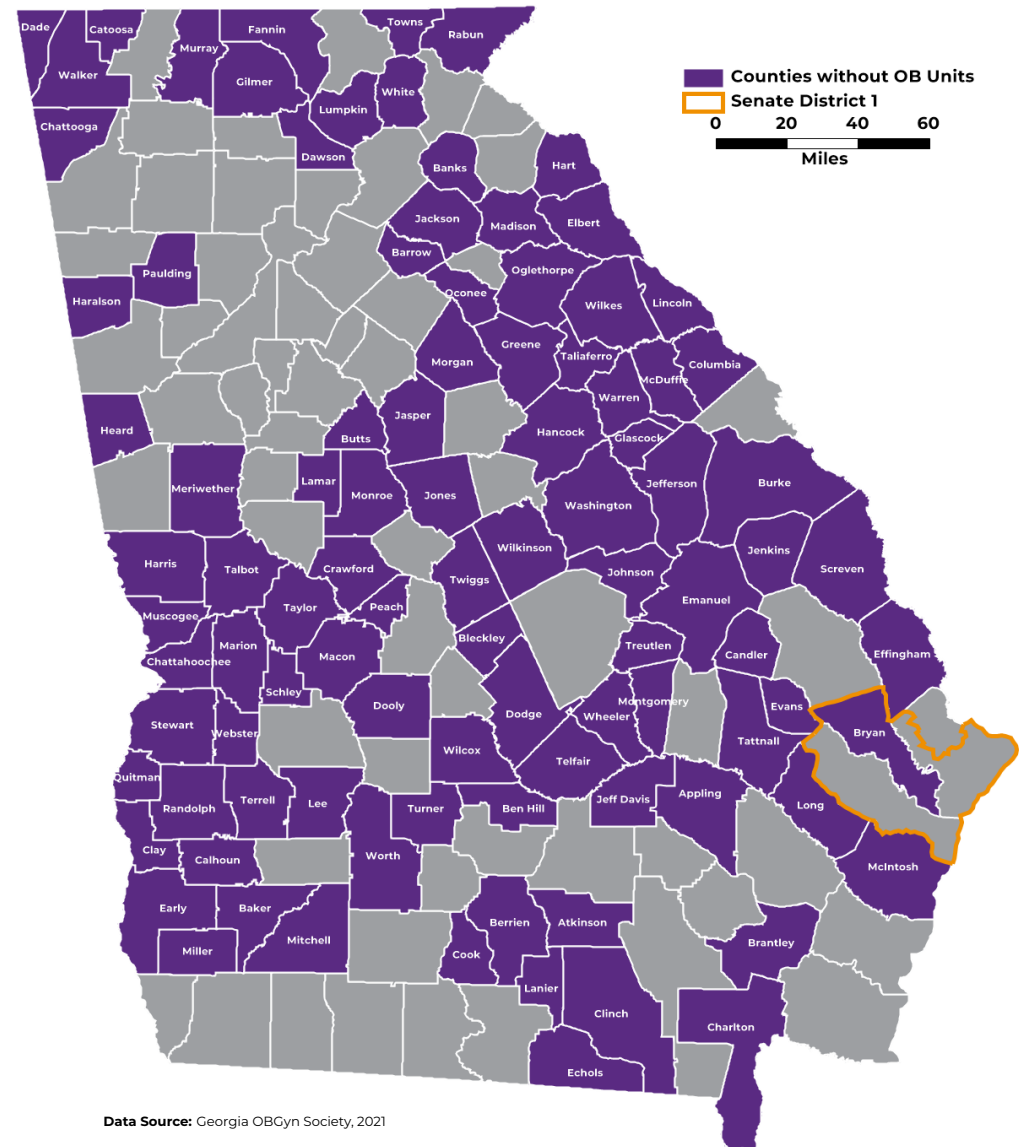 Dade
Catoosa
Fannin
Towns
Rabun
Murray
Walker
Gilmer
White
Lumpkin
Counties without OB Units
Senate District 1
0 20 40 60
Miles
Chattooga
Dawson
Banks
Hart
Jackson
Madison
Elbert
Barrow
Oglethorpe
Paulding
Oconee
Haralson
Wilkes
Lincoln
Greene
Taliaferro
Morgan
Columbia
McDuffie
Warren
Jasper
Heard
Butts
Hancock
Glascock
Meriwether
Lamar
Monroe
Jones
Jefferson
Burke
Washington
Wilkinson
Jenkins
Harris
Talbot
Crawford
Twiggs
Johnson
Screven
Taylor
Peach
Emanuel
Muscogee
Bleckley
Marion
Macon
Treutlen
Candler
Effingham
Chattahoochee
Schley
Dooly
Montgomery
Evans
Stewart
Webster
Dodge
Wheeler
Bryan
Tattnall
Wilcox
Telfair
Quitman
Randolph
Terrell
Lee
Turner
Ben Hill
Jeff Davis
Appling
Long
Clay
Calhoun
Worth
McIntosh
Early
Baker
Berrien
Atkinson
Miller
Mitchell
Cook
Brantley
Lanier
Clinch
Charlton
Echols
Data Source: Georgia OBGyn Society, 2021